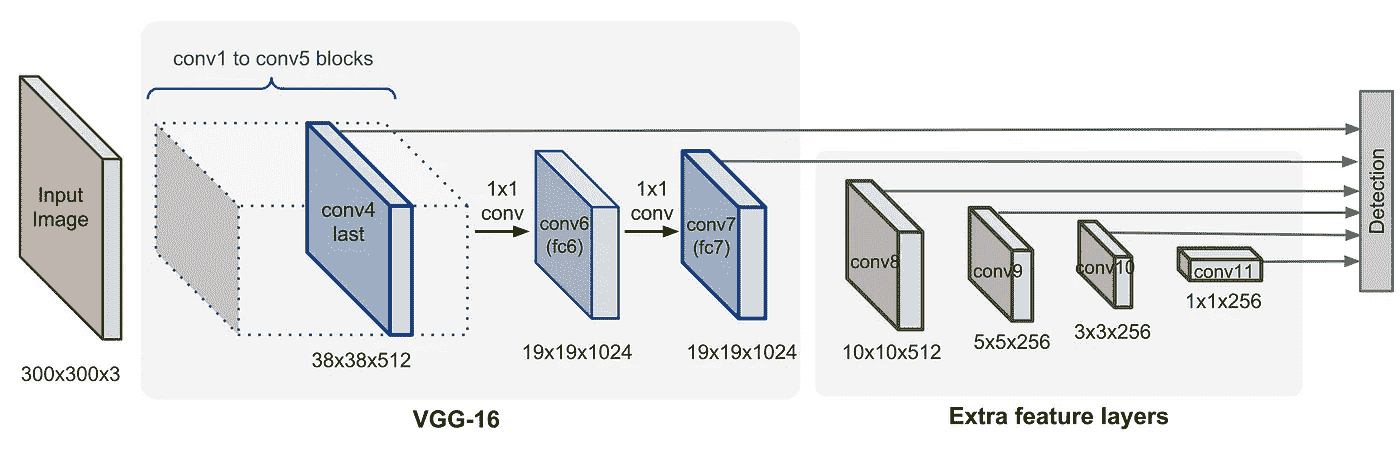 conv1 to conv5 blocks
Input
Image
conv4
last
1x1
conv
conv6
(fc6)
1x1
conv
conv7
(fc7)
conv8
conv9
conv10
conv11
Detection
300x300x3
38x38x512
19x19x1024
19x19x1024
10x10x512
5x5x256
3x3x256
1x1x256
VGG-16
Extra feature layers